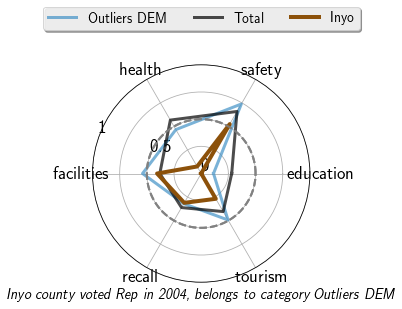 Outliers DEM Total Inyo
health safety
1
0.5
0
facilities education
recall tourism
Inyo county voted Rep in 2004, belongs to category Outliers DEM